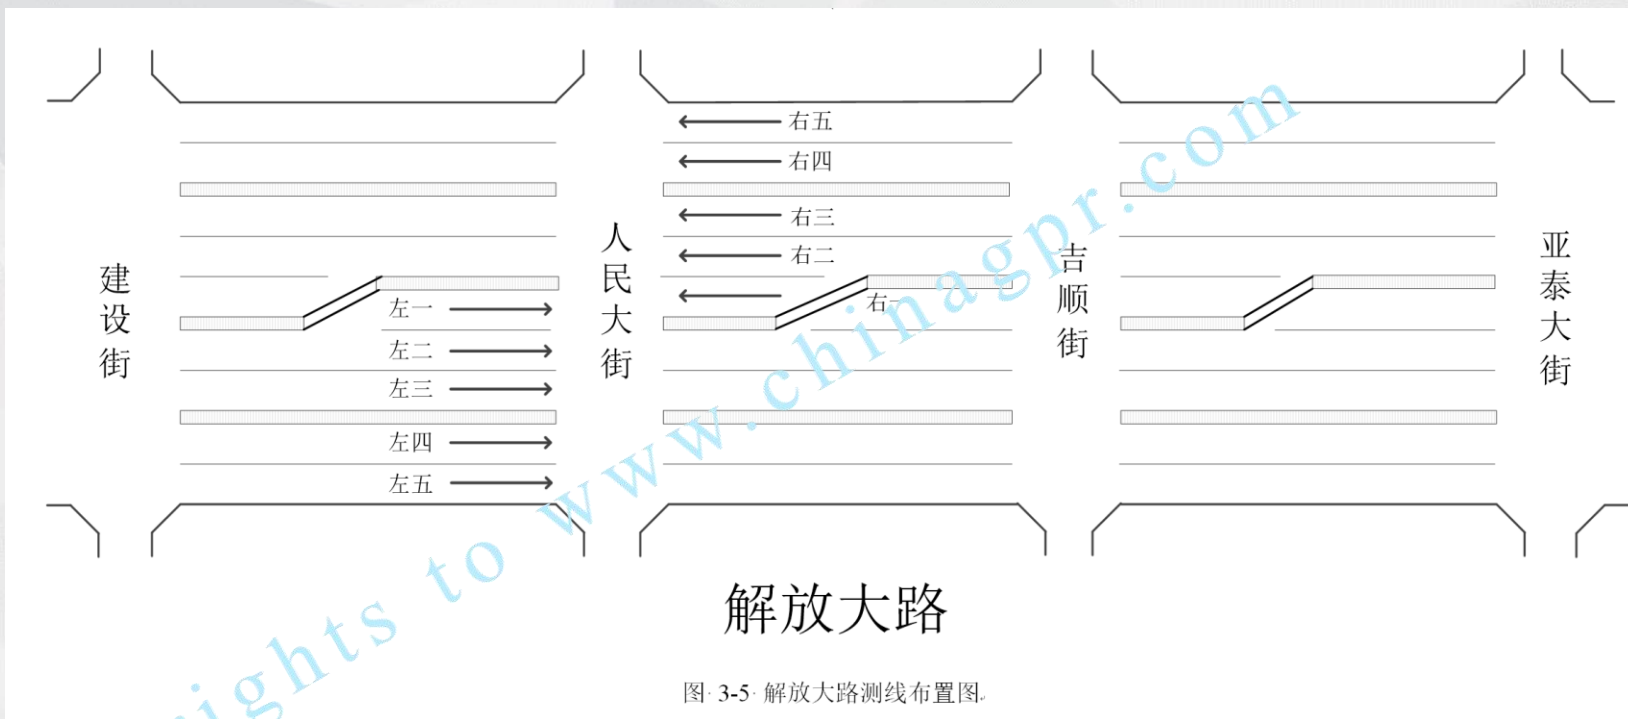 右五
右四
右三
右二
右一
建设街
人民大街
吉顺街
亚泰大街
左一
左二
左三
左四
左五
ights to www.chinagpr.com
解放大路
图 3-5 解放大路测线布置图